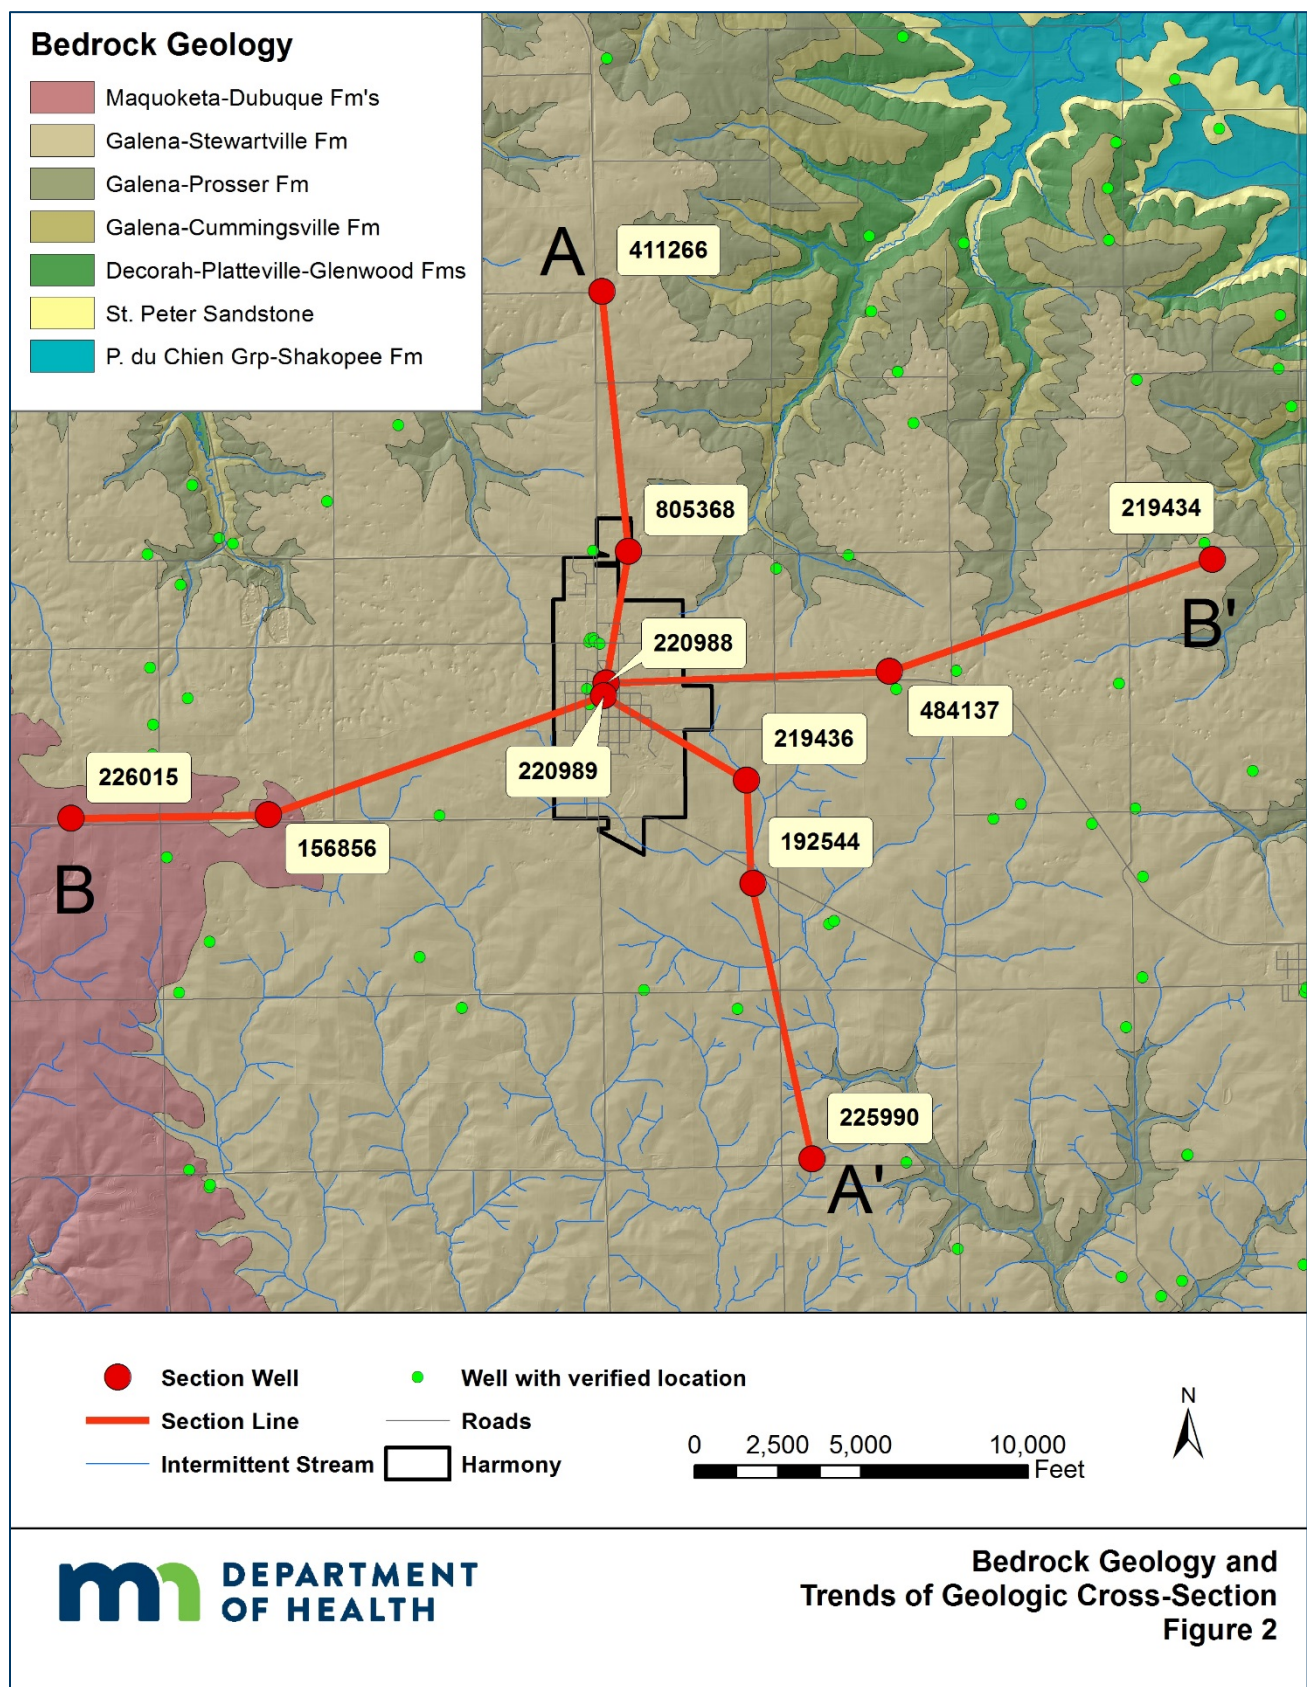 Bedrock Geology
Maquoketa-Dubuque Fm's
Galena-Stewartville Fm
Galena-Prosser Fm
Galena-Cummingsville Fm
Decorah-Platteville-Glenwood Fms
St. Peter Sandstone
P. du Chien Grp-Shakopee Fm
A
411266
805368
219434
B'
220988
484137
219436
220989
226015
156856
192544
B
225990
A'
Section Well
Well with verified location
Section Line
Roads
Intermittent Stream
Harmony
0 2,500 5,000 10,000
Feet
N
mn DEPARTMENT
OF HEALTH
Bedrock Geology and
Trends of Geologic Cross-Section
Figure 2